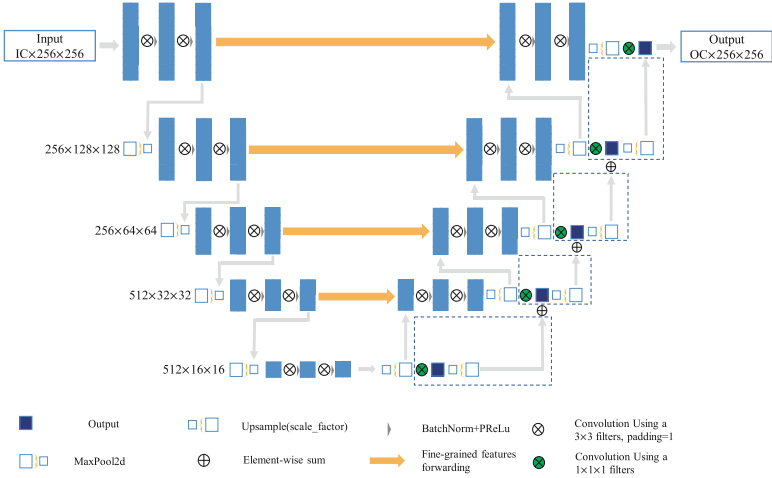 Input
IC×256×256
Output
OC×256×256
256×128×128
256×64×64
512×32×32
512×16×16
Output
Upsample(scale_factor)
BatchNorm+PReLu
Convolution Using a
3×3 filters, padding=1
MaxPool2d
Element-wise sum
Fine-grained features
forwarding
Convolution Using a
1×1×1 filters